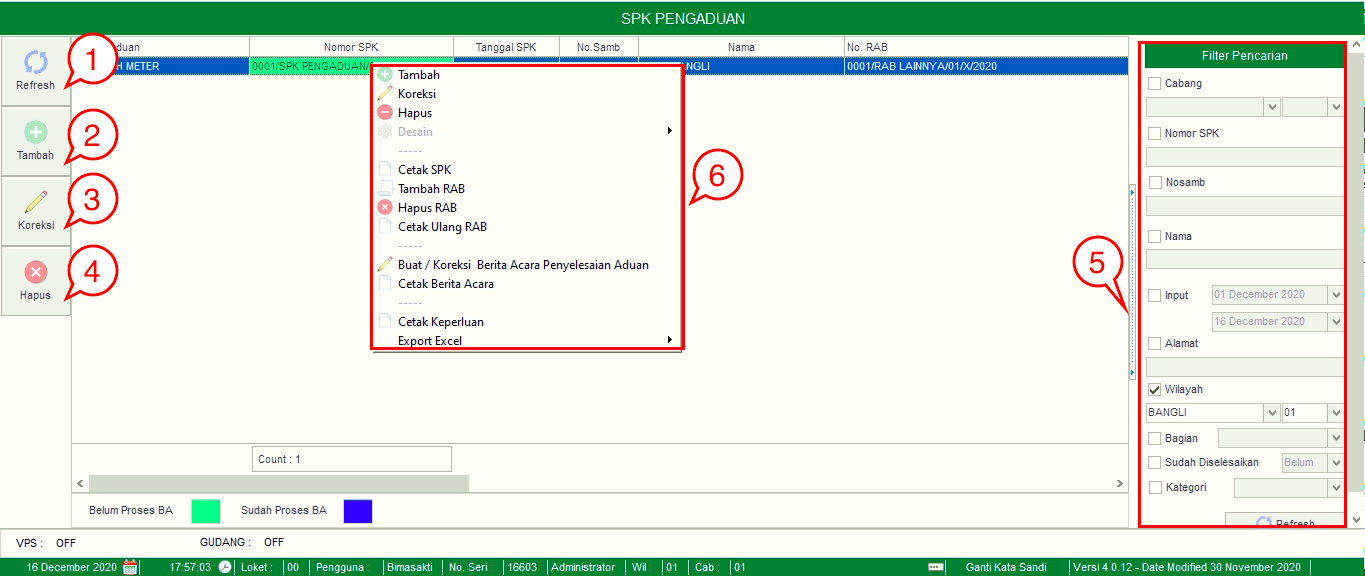 SPK PENGADUAN
Nomor SPK
Tanggal SPK
No.Samb
Nama
No. RAB
METER
0001/SPK PENGADUAN/
NGLI
0001/RAB LAINNYA/01/X/2020
Refresh
1
Tambah
2
Koreksi
3
Hapus
4
Tambah
Koreksi
Hapus
Desain
-----
Cetak SPK
Tambah RAB
Hapus RAB
Cetak Ulang RAB
-----
Buat / Koreksi Berita Acara Penyelesaian Aduan
Cetak Berita Acara
-----
Cetak Keperluan
Export Excel
6
5
Filter Pencarian
Cabang
Nomor SPK
Nosamb
Nama
Input
01 December 2020
16 December 2020
Alamat
Wilayah
BANGLI
01
Bagian
Sudah Diselesaikan
Belum
Kategori
Refresh
Count : 1
Belum Proses BA
Sudah Proses BA
VPS : OFF
GUDANG : OFF
16 December 2020
17:57:03
Loket : 00
Pengguna : Bimasakti
No. Seri : 16603
Administrator
Wil : 01
Cab : 01
Ganti Kata Sandi
Versi 4.0.12 - Date Modified 30 November 2020